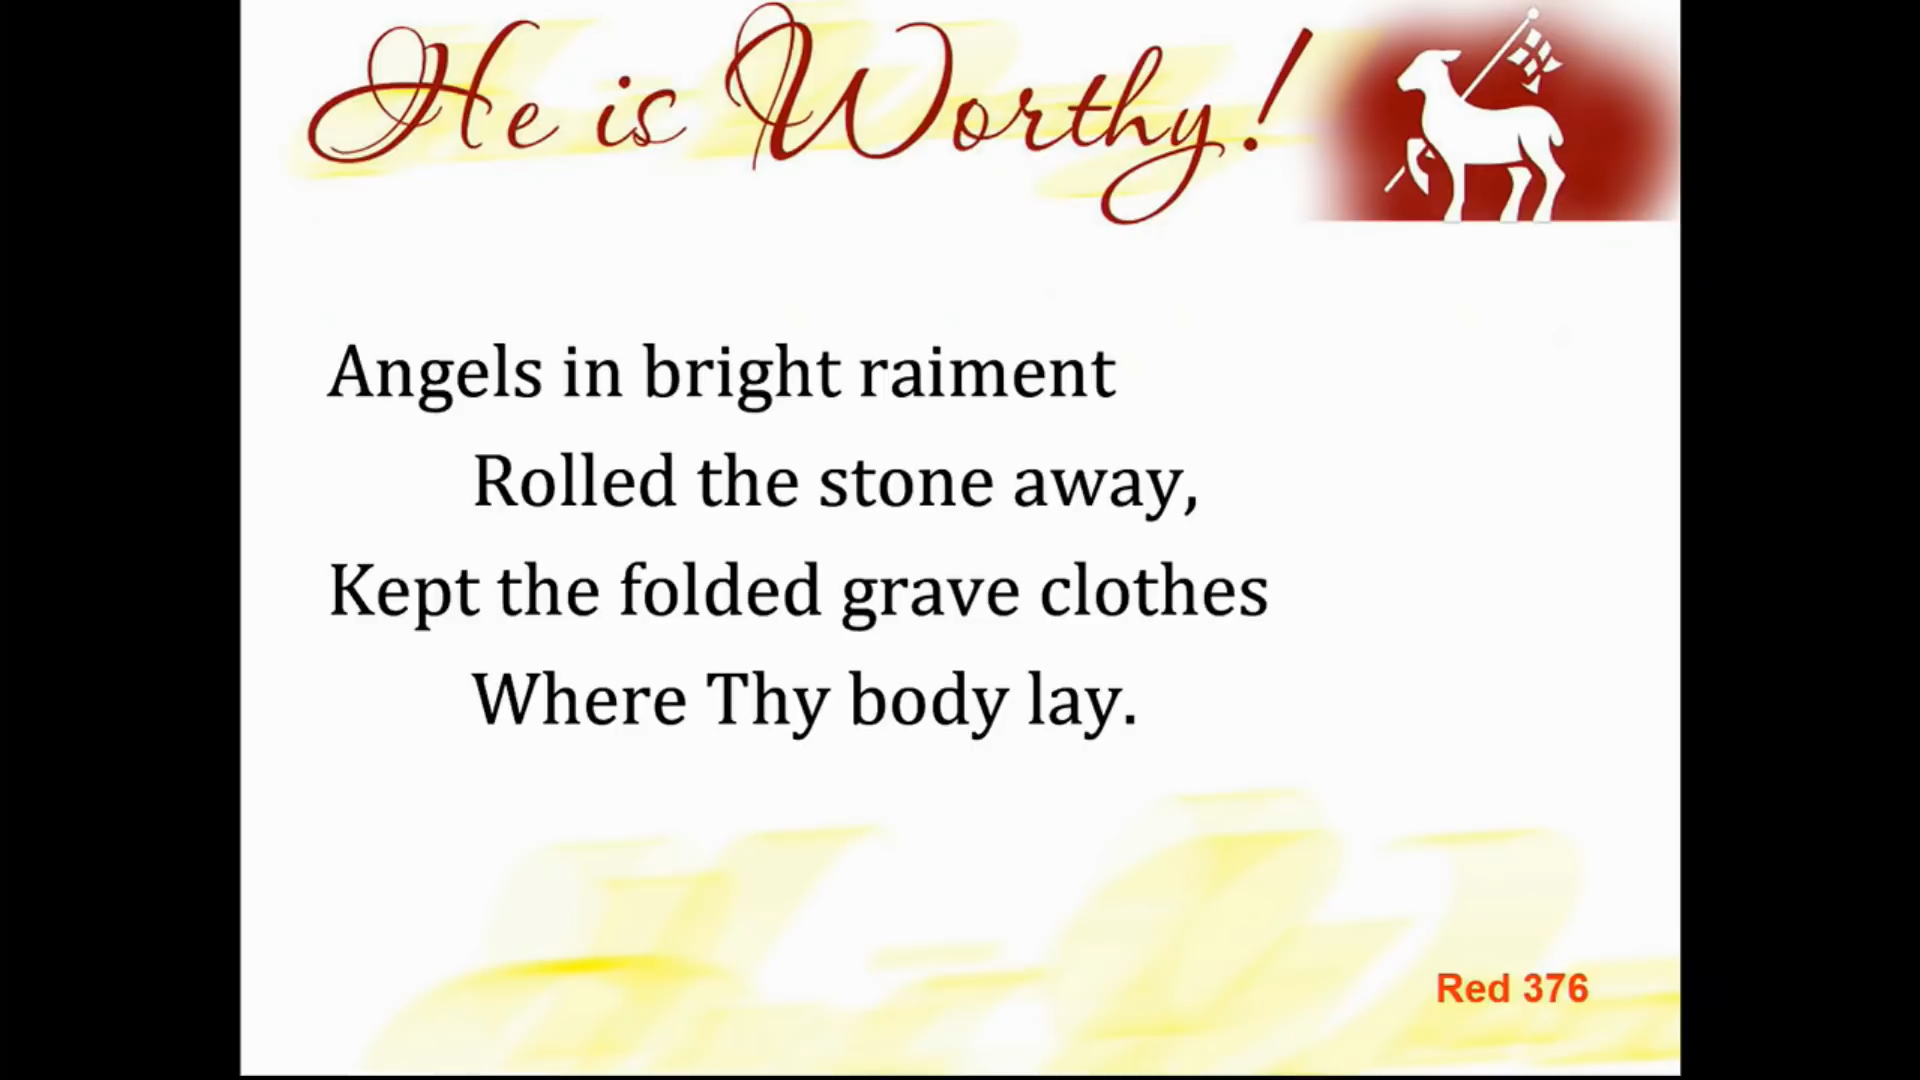 He is Worthy!
Angels in bright raiment
Rolled the stone away,
Kept the folded grave clothes
Where Thy body lay.
Red 376